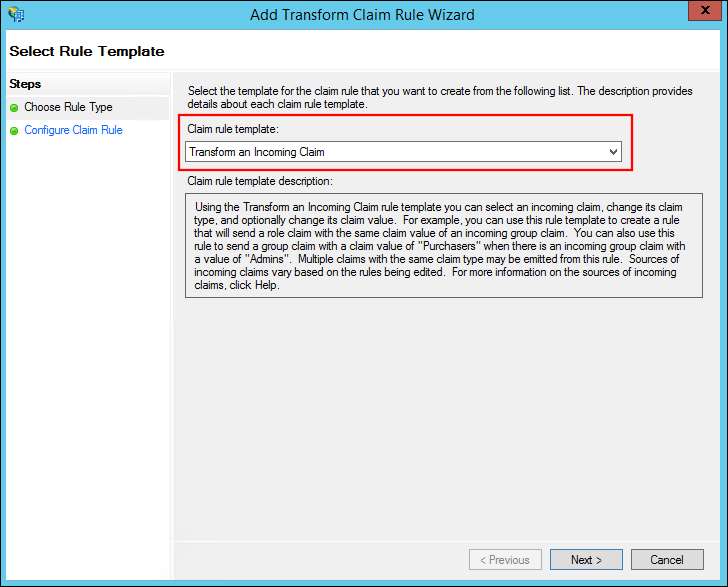 Add Transform Claim Rule Wizard
X
Select Rule Template
Steps
Choose Rule Type
Configure Claim Rule
Select the template for the claim rule that you want to create from the following list. The description provides
details about each claim rule template.
Claim rule template:
Transform an Incoming Claim
Claim rule template description:
Using the Transform an Incoming Claim rule template you can select an incoming claim, change its claim
type, and optionally change its claim value. For example, you can use this rule template to create a rule
that will send a role claim with the same claim value of an incoming group claim. You can also use this
rule to send a group claim with a claim value of "Purchasers" when there is an incoming group claim with
a value of "Admins". Multiple claims with the same claim type may be emitted from this rule. Sources of
incoming claims vary based on the rules being edited. For more information on the sources of incoming
claims, click Help.
< Previous
Next >
Cancel